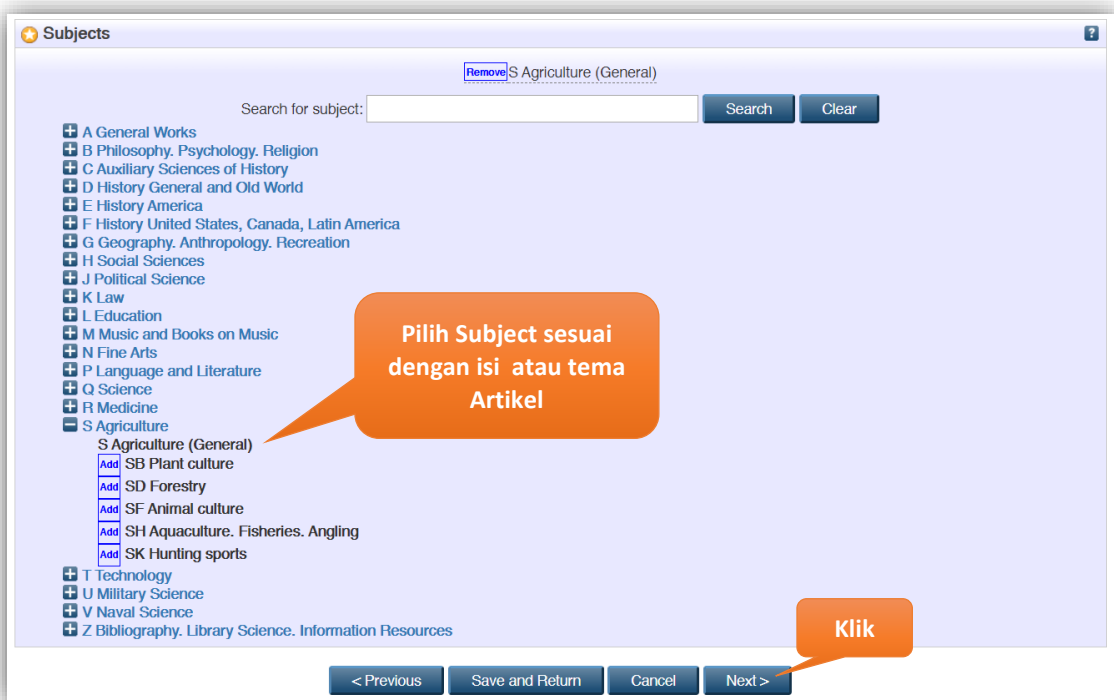 Subjects
?
Remove S Agriculture (General)
Search for subject: Search Clear
A General Works
B Philosophy. Psychology. Religion
C Auxiliary Sciences of History
D History General and Old World
E History America
F History United States, Canada, Latin America
G Geography. Anthropology. Recreation
H Social Sciences
J Political Science
K Law
L Education
M Music and Books on Music
N Fine Arts
P Language and Literature
Q Science
R Medicine
S Agriculture
S Agriculture (General)
Add SB Plant culture
Add SD Forestry
Add SF Animal culture
Add SH Aquaculture. Fisheries. Angling
Add SK Hunting sports
T Technology
U Military Science
V Naval Science
Z Bibliography. Library Science. Information Resources
Pilih Subject sesuai
dengan isi atau tema
Artikel
Klik
< Previous Save and Return Cancel Next >